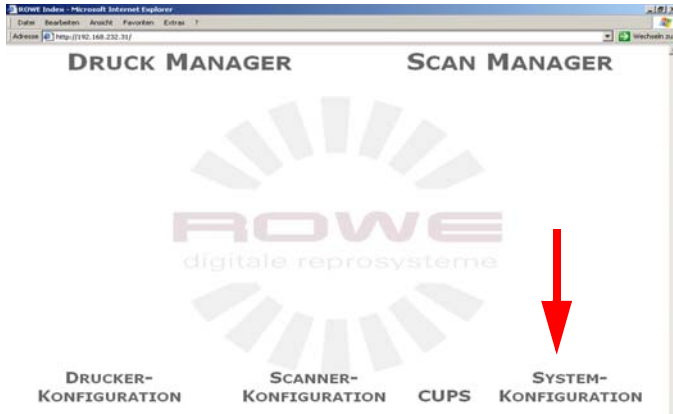 ROWE Index - Microsoft Internet Explorer
Datei Bearbeiten Ansicht Favoriten Extras ?
Adresse http://192.168.232.31/ Wechseln zu
DRUCK MANAGER SCAN MANAGER
ROWE
digitale reprosysteme
DRUCKER- SCANNER- SYSTEM-
KONFIGURATION KONFIGURATION CUPS KONFIGURATION